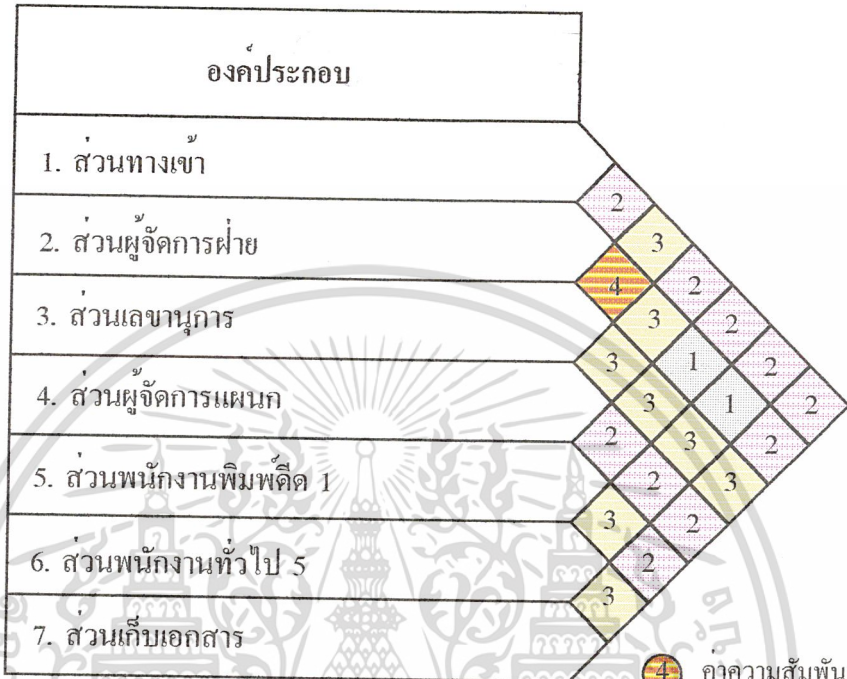 องค์ประกอบ
1. ส่วนทางเข้า
2
2. ส่วนผู้จัดการฝ่าย 3
4 2
3. ส่วนเลขานุการ 3 2
3 1 2
4. ส่วนผู้จัดการแผนก 3 1 2
2 3 2
5. ส่วนพนักงานพิมพ์ดีด 1 2 3
3 2
6. ส่วนพนักงานทั่วไป 5 2
3
7. ส่วนเก็บเอกสาร
4 ค่าความสัมพัน